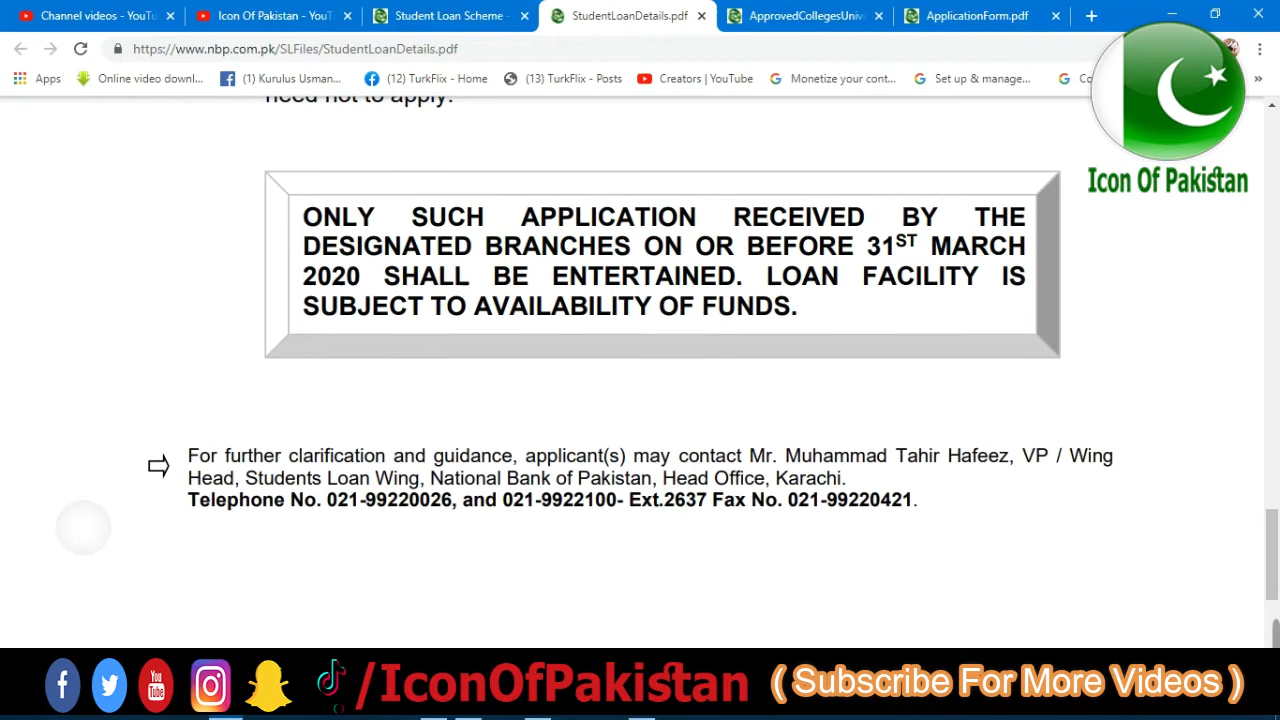 Channel videos - YouTu
Icon Of Pakistan - YouT
Student Loan Scheme -
StudentLoanDetails.pdf
ApprovedCollegesUnive
ApplicationForm.pdf
https://www.nbp.com.pk/SLFiles/StudentLoanDetails.pdf
Apps
Online video downl...
(1) Kurulus Usman...
(12) TurkFlix - Home
(13) TurkFlix - Posts
Creators | YouTube
Monetize your cont...
Set up & manage...
Co
need not to apply.
Icon Of Pakistan
ONLY SUCH APPLICATION RECEIVED BY THE
DESIGNATED BRANCHES ON OR BEFORE 31ST MARCH
2020 SHALL BE ENTERTAINED. LOAN FACILITY IS
SUBJECT TO AVAILABILITY OF FUNDS.
For further clarification and guidance, applicant(s) may contact Mr. Muhammad Tahir Hafeez, VP / Wing
Head, Students Loan Wing, National Bank of Pakistan, Head Office, Karachi.
Telephone No. 021-99220026, and 021-9922100- Ext.2637 Fax No. 021-99220421.
You Tube
/IconOfPakistan
( Subscribe For More Videos )